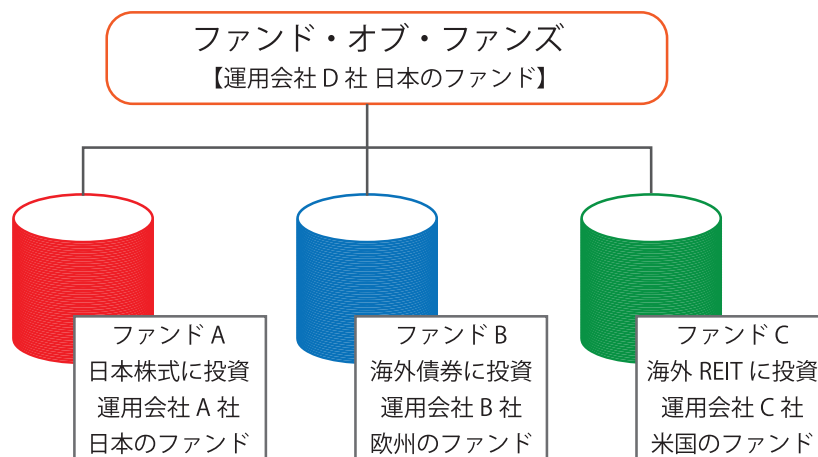 ファンド・オブ・ファンズ
【運用会社 D 社 日本のファンド】
ファンド A
日本株式に投資
運用会社 A 社
日本のファンド
ファンド B
海外債券に投資
運用会社 B 社
欧州のファンド
ファンド C
海外 REIT に投資
運用会社 C 社
米国のファンド